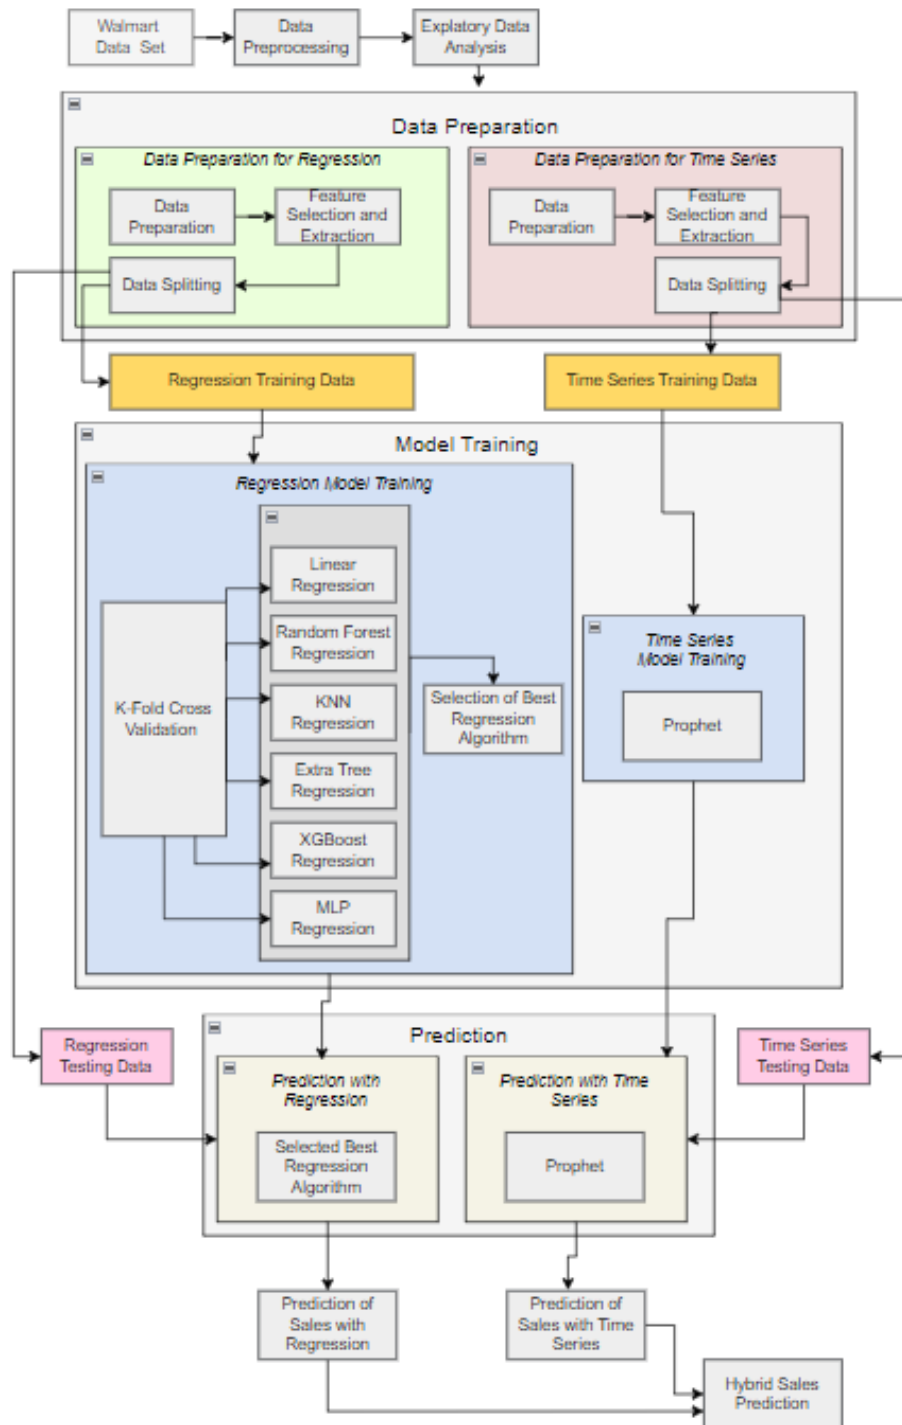 Walmart
Data Set
Data
Preprocessing
Explatory Data
Analysis
Data Preparation
Data Preparation for Regression
Data
Preparation
Feature
Selection and
Extraction
Data Splitting
Data Preparation for Time Series
Data
Preparation
Feature
Selection and
Extraction
Data Splitting
Regression Training Data
Time Series Training Data
Model Training
Regression Model Training
K-Fold Cross
Validation
Linear
Regression
Random Forest
Regression
KNN
Regression
Extra Tree
Regression
XGBoost
Regression
MLP
Regression
Selection of Best
Regression
Algorithm
Time Series
Model Training
Prophet
Regression
Testing Data
Prediction
Prediction with
Regression
Selected Best
Regression
Algorithm
Prediction with Time
Series
Prophet
Time Series
Testing Data
Prediction of
Sales with
Regression
Prediction of
Sales with Time
Series
Hybrid Sales
Prediction